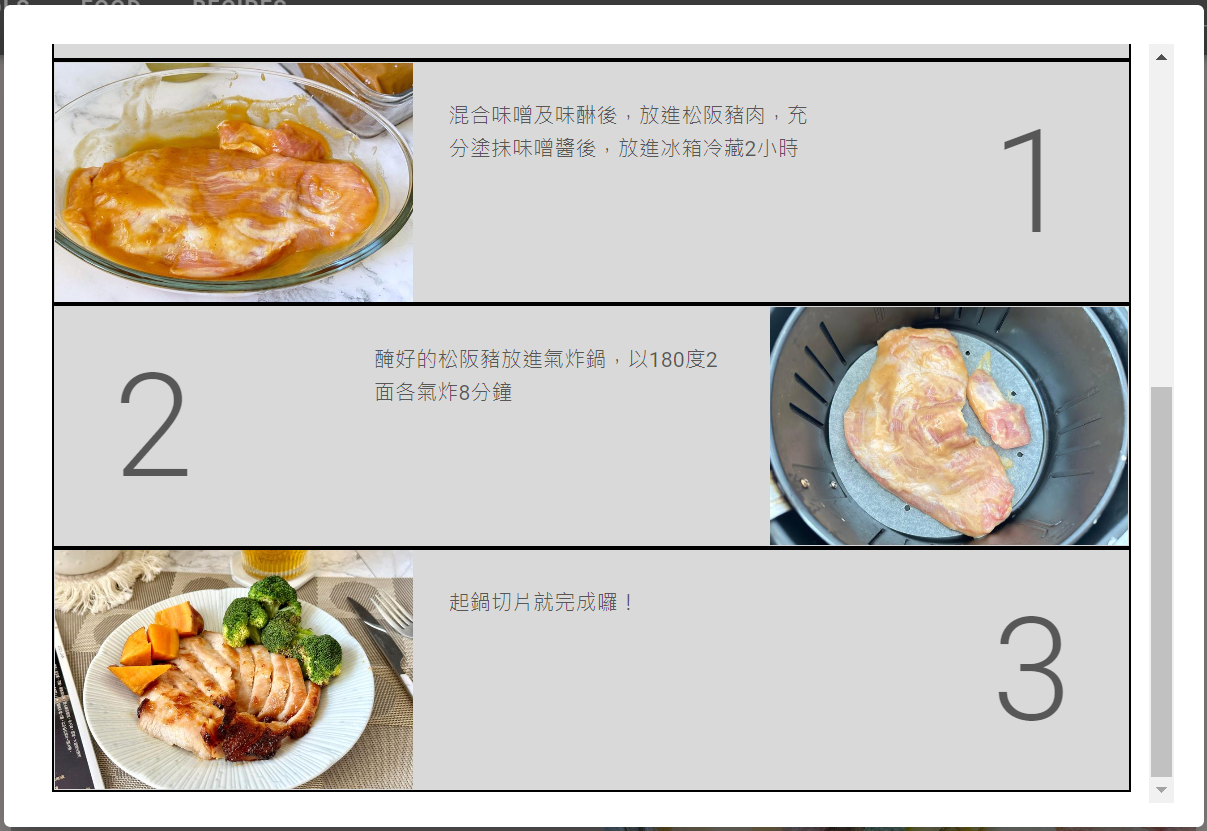 混合味噌及味醂後，放進松阪豬肉，充
分塗抹味噌醬後，放進冰箱冷藏2小時
1
2
醃好的松阪豬放進氣炸鍋，以180度2
面各氣炸8分鐘
起鍋切片就完成囉！
3